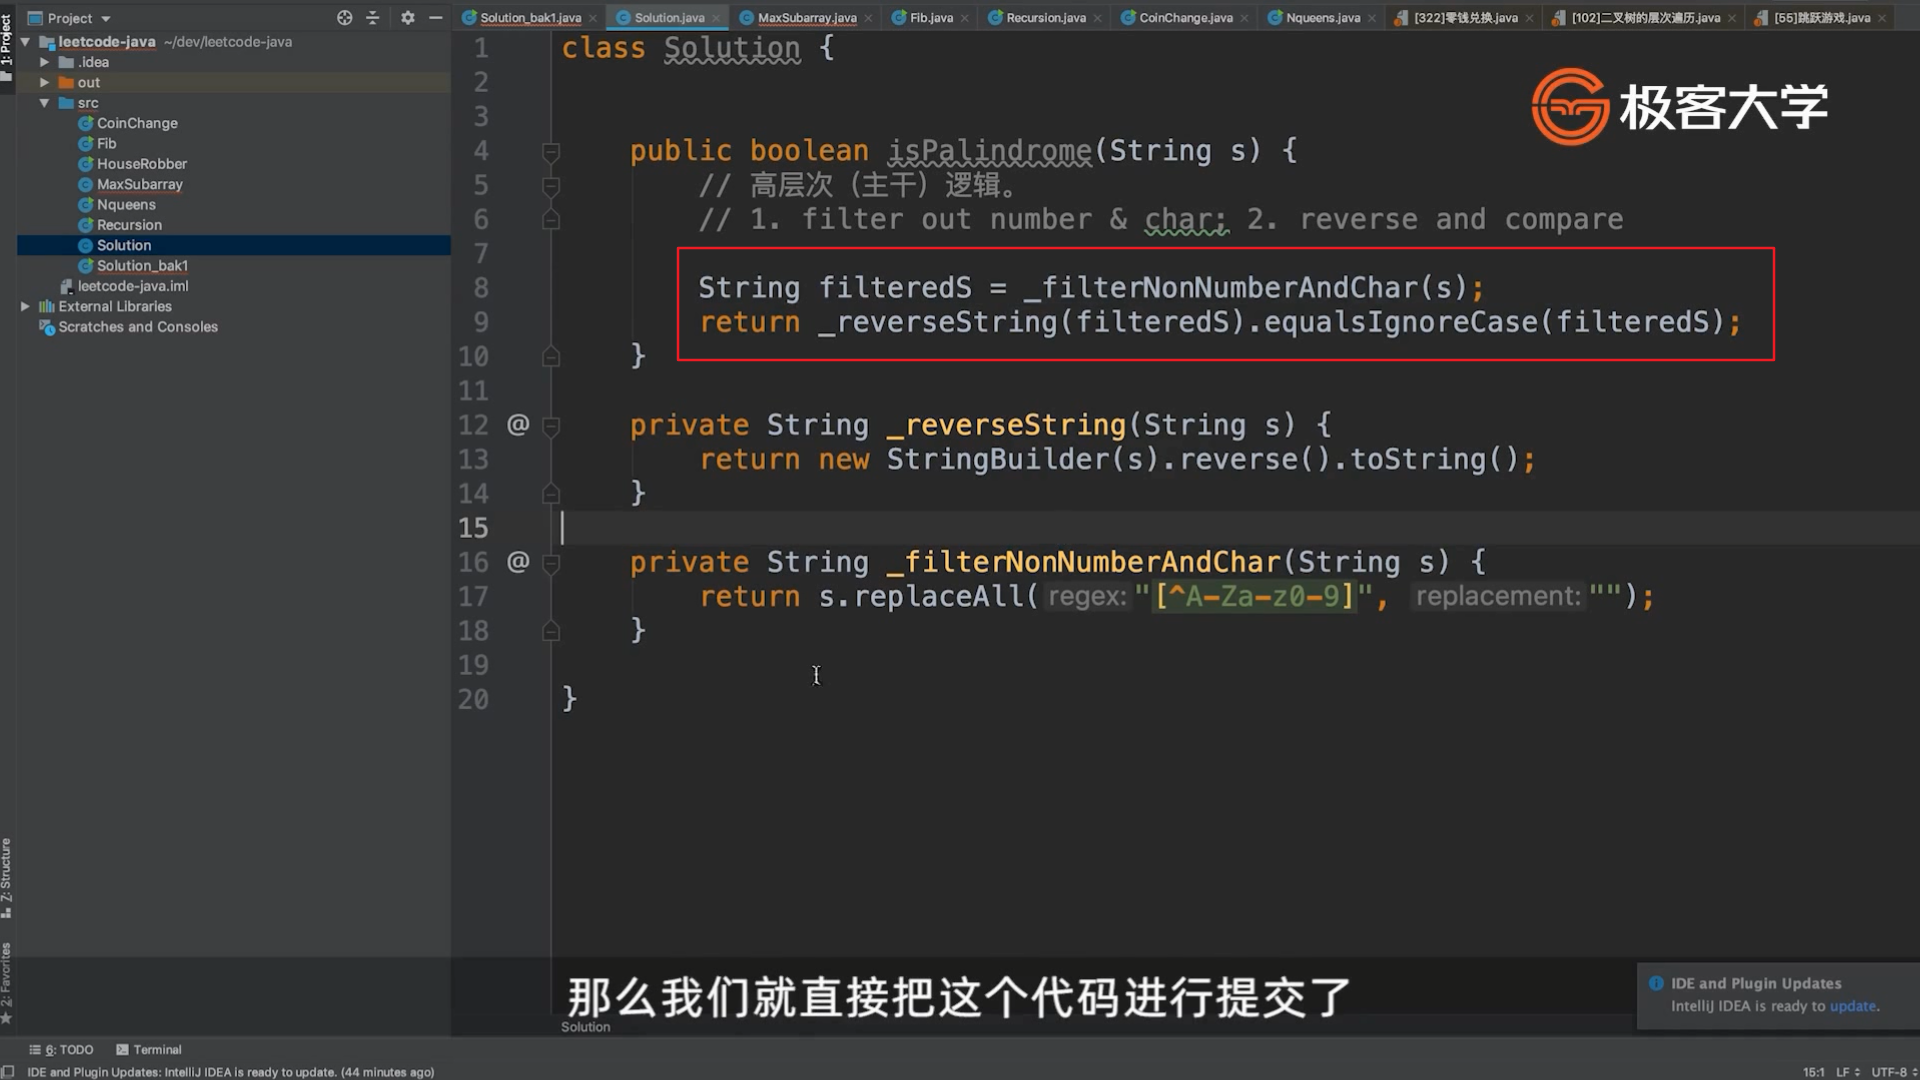 1: Project
Project
leetcode-java ~/dev/leetcode-java
.idea
out
src
CoinChange
Fib
HouseRobber
MaxSubarray
Nqueens
Recursion
Solution
Solution_bak1
leetcode-java.iml
External Libraries
Scratches and Consoles
Z: Structure
2: Favorites
Solution_bak1.java Solution.java MaxSubarray.java Fib.java Recursion.java CoinChange.java Nqueens.java [322]零钱兑换.java [102]二叉树的层次遍历.java [55]跳跃游戏.java
极客大学
1 class Solution {
2
3
4 public boolean isPalindrome(String s) {
5 // 高层次（主干）逻辑。
6 // 1. filter out number & char; 2. reverse and compare
7
8 String filteredS = _filterNonNumberAndChar(s);
9 return _reverseString(filteredS).equalsIgnoreCase(filteredS);
10 }
11
12 @ private String _reverseString(String s) {
13 return new StringBuilder(s).reverse().toString();
14 }
15
16 @ private String _filterNonNumberAndChar(String s) {
17 return s.replaceAll( regex: "[^A-Za-z0-9]", replacement: "");
18 }
19
20 }
那么我们就直接把这个代码进行提交了
Solution
IDE and Plugin Updates
IntelliJ IDEA is ready to update.
6: TODO Terminal
IDE and Plugin Updates: IntelliJ IDEA is ready to update. (44 minutes ago) 15:1 LF UTF-8